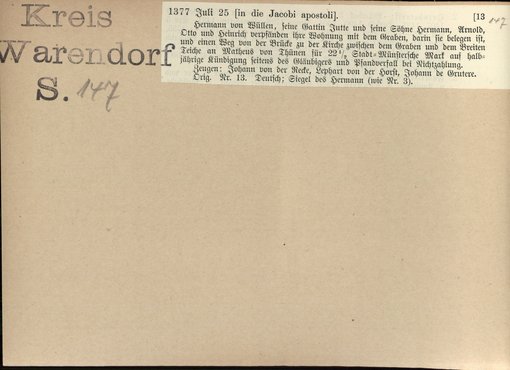 Kreis
Warendorf
S. 147
1377 Juli 25 [in die Jacobi apostoli]. [13
147
Hermann von Wüllen, seine Gattin Jutte und seine Söhne Hermann, Arnold,
Otto und Heinrich verpfänden ihre Wohnung mit dem Graben, darin sie belegen ist,
und einen Weg von der Brücke zu der Kirche zwischen dem Graben und dem Breiten
Teiche an Matheus von Thünen für 22 1/2 Stadt-Münstersche Mark auf halb-
jährige Kündigung seitens des Gläubigers und Pfandverfall bei Nichtzahlung.
Zeugen: Johann von der Recke, Lephart von der Horst, Johann de Grutere.
Orig. Nr. 13. Deutsch; Siegel des Hermann (wie Nr. 3).